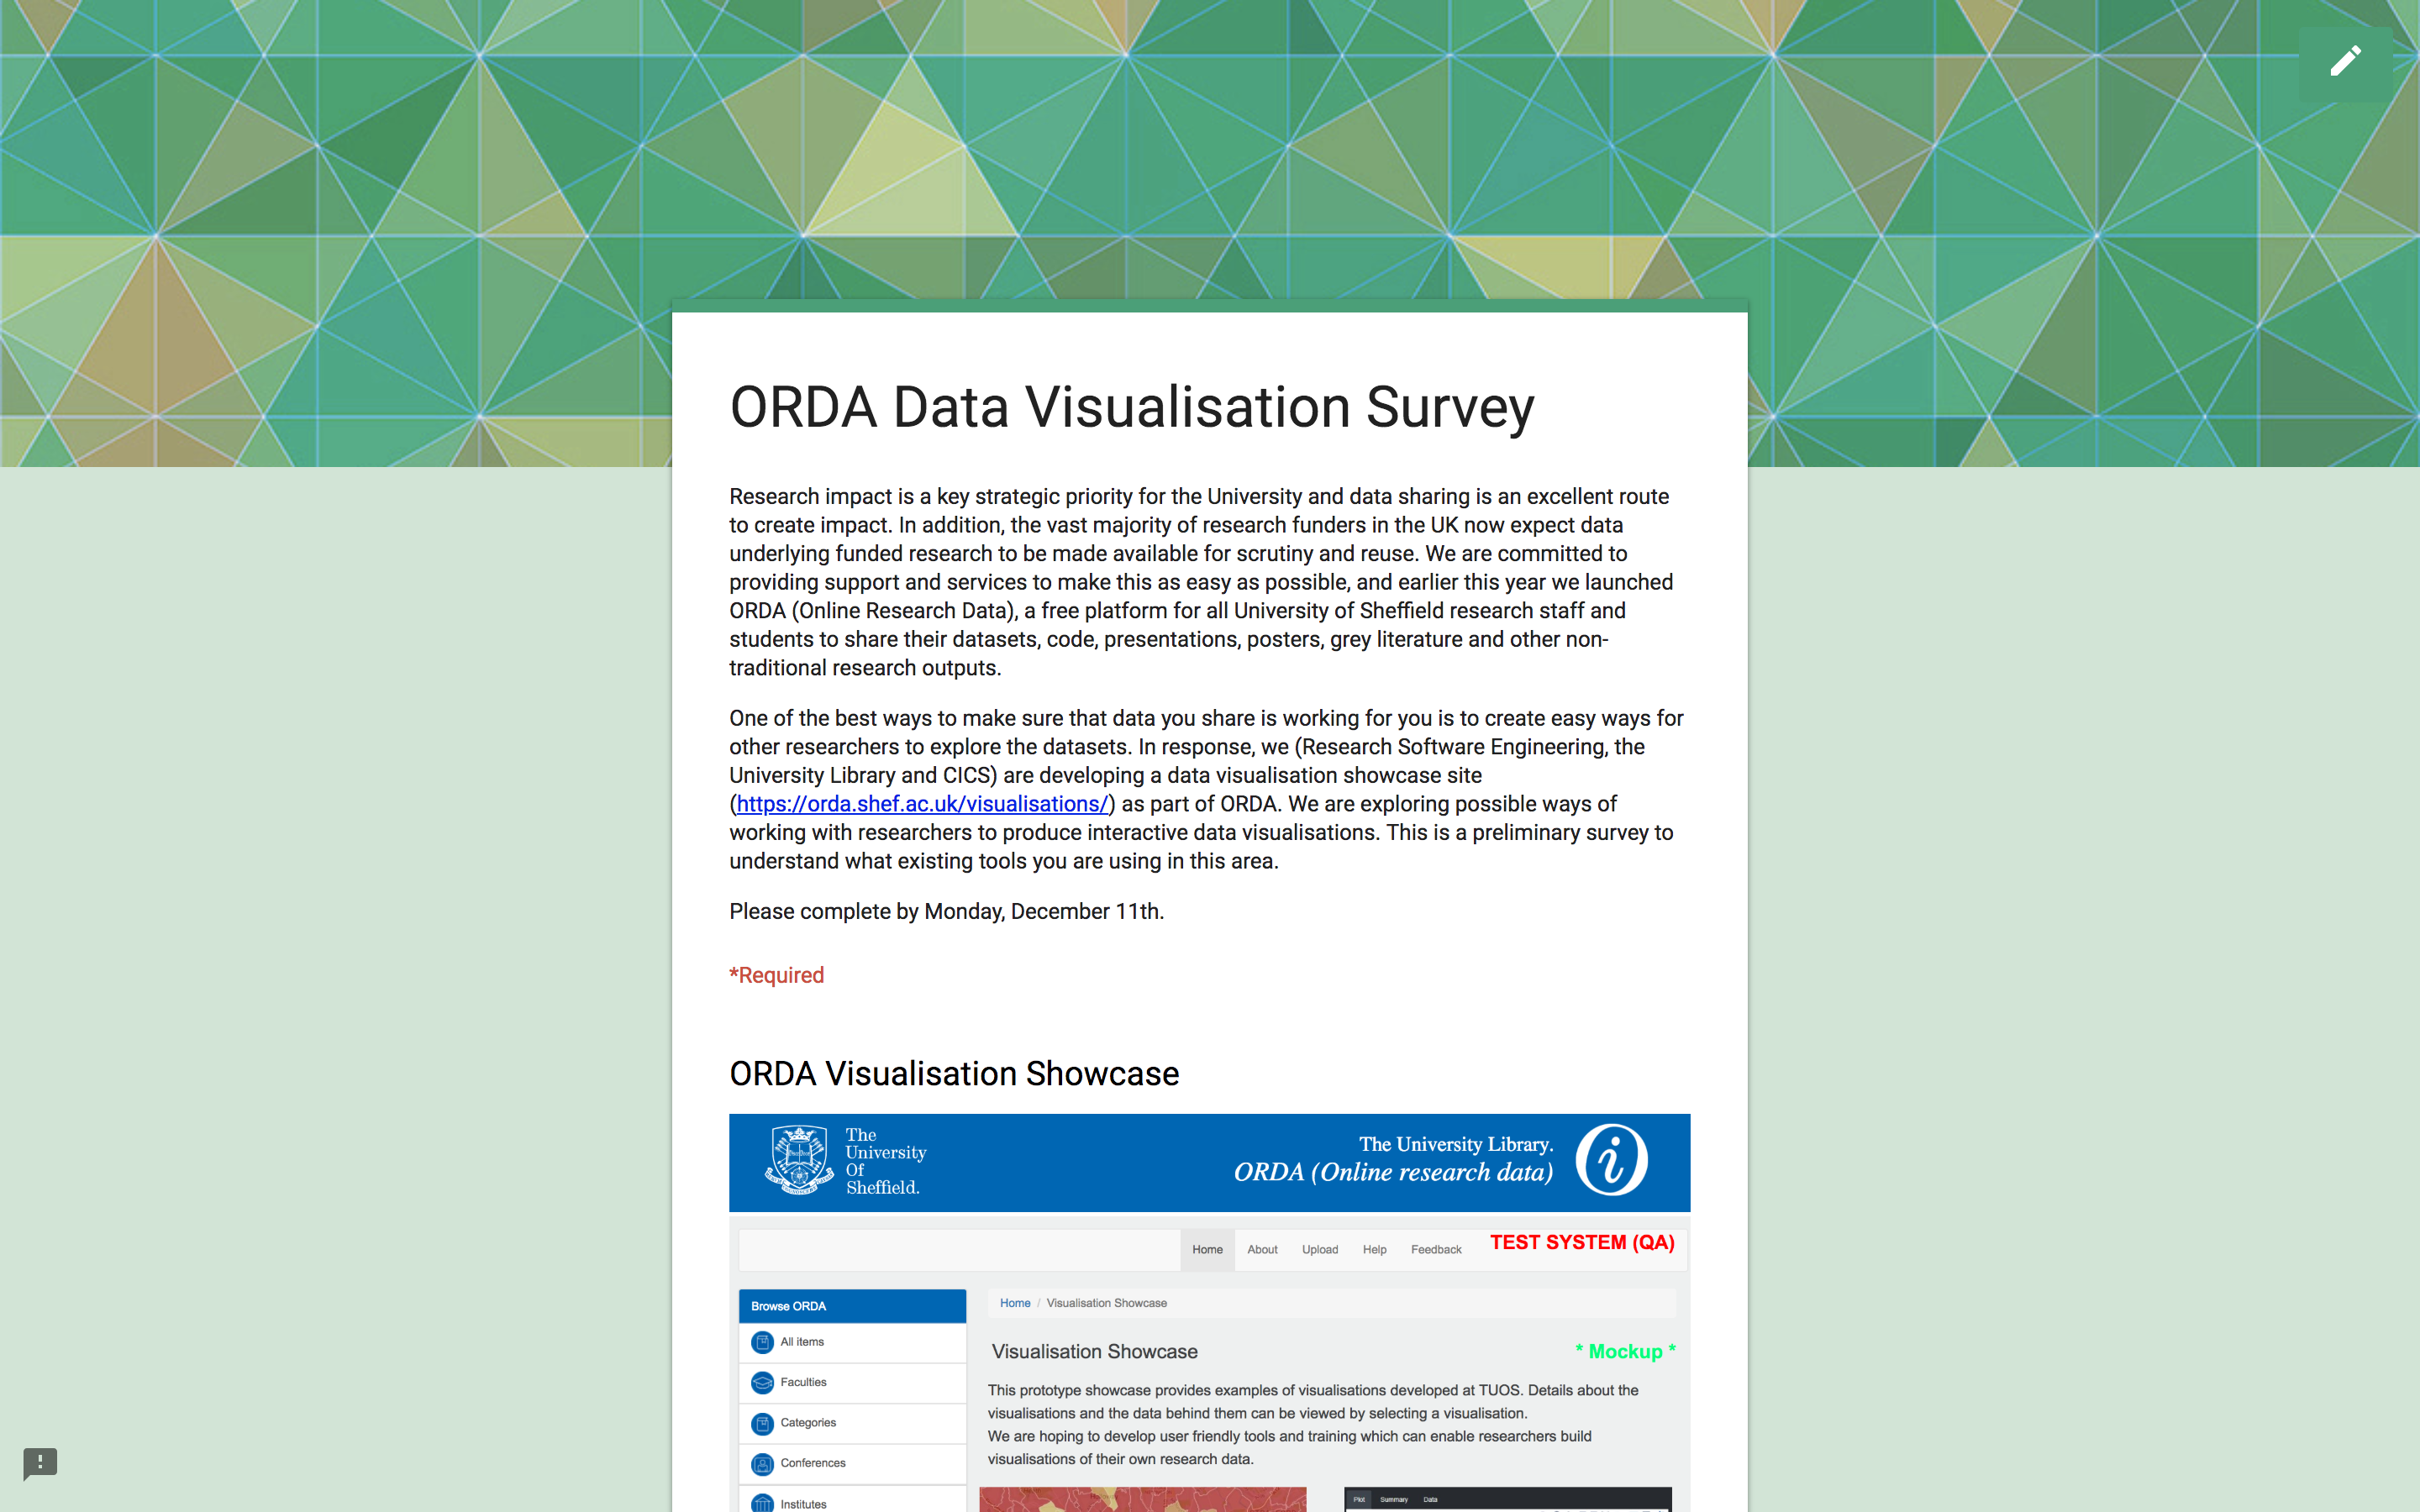 ORDA Data Visualisation Survey
Research impact is a key strategic priority for the University and data sharing is an excellent route
to create impact. In addition, the vast majority of research funders in the UK now expect data
underlying funded research to be made available for scrutiny and reuse. We are committed to
providing support and services to make this as easy as possible, and earlier this year we launched
ORDA (Online Research Data), a free platform for all University of Sheffield research staff and
students to share their datasets, code, presentations, posters, grey literature and other non-
traditional research outputs.
One of the best ways to make sure that data you share is working for you is to create easy ways for
other researchers to explore the datasets. In response, we (Research Software Engineering, the
University Library and CICS) are developing a data visualisation showcase site
(https://orda.shef.ac.uk/visualisations/) as part of ORDA. We are exploring possible ways of
working with researchers to produce interactive data visualisations. This is a preliminary survey to
understand what existing tools you are using in this area.
Please complete by Monday, December 11th.
*Required
ORDA Visualisation Showcase
The
University
Of
Sheffield.
The University Library.
ORDA (Online research data)
Home About Upload Help Feedback TEST SYSTEM (QA)
Browse ORDA
All items
Faculties
Categories
Conferences
Institutes
Home / Visualisation Showcase
Visualisation Showcase * Mockup *
This prototype showcase provides examples of visualisations developed at TUOS. Details about the
visualisations and the data behind them can be viewed by selecting a visualisation.
We are hoping to develop user friendly tools and training which can enable researchers build
visualisations of their own research data.
Plot Summary Data